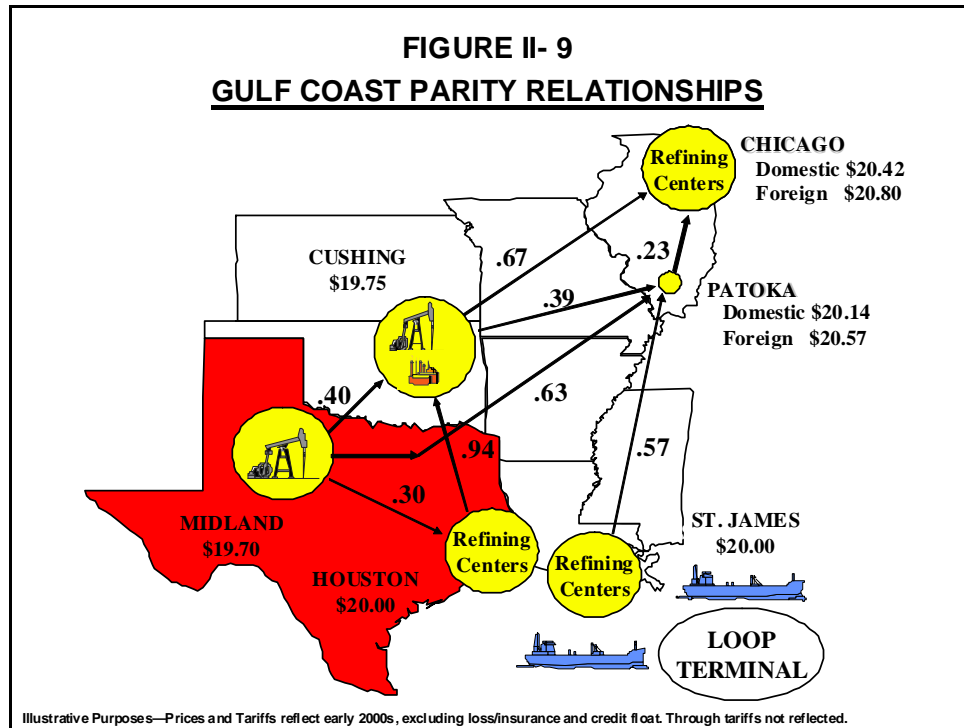 FIGURE II- 9
GULF COAST PARITY RELATIONSHIPS
CHICAGO
Domestic $20.42
Foreign $20.80
Refining
Centers
CUSHING
$19.75
.67
.23
.39
PATOKA
Domestic $20.14
Foreign $20.57
.40
.63
.94
.57
.30
MIDLAND
$19.70
ST. JAMES
$20.00
Refining
Centers
Refining
Centers
HOUSTON
$20.00
LOOP
TERMINAL
Illustrative Purposes—Prices and Tariffs reflect early 2000s, excluding loss/insurance and credit float. Through tariffs not reflected.